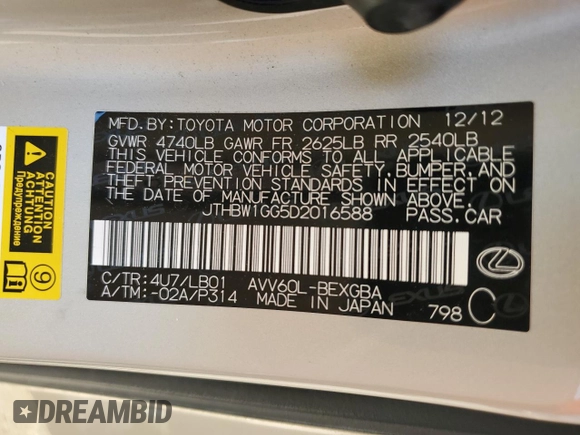 MFD.BY:TOYOTA MOTOR CORPORATION 12/12
GVWR 4740LB GAWR FR 2625LB RR 2540LB
THIS VEHICLE CONFORMS TO ALL APPLICABLE
FEDERAL MOTOR VEHICLE SAFETY,BUMPER,AND
THEFT PREVENTION STANDARDS IN EFFECT ON
THE DATE OF MANUFACTURE SHOWN ABOVE.
JTHBW1GG5D2016588 PASS.CAR
C/TR:4U7/LB01 AVV60L-BEXGBA
A/TM:-02A/P314 MADE IN JAPAN 798 C
CAUTION
ATTENTION
ACHTUNG
Предупреждение
9
DREAMBID